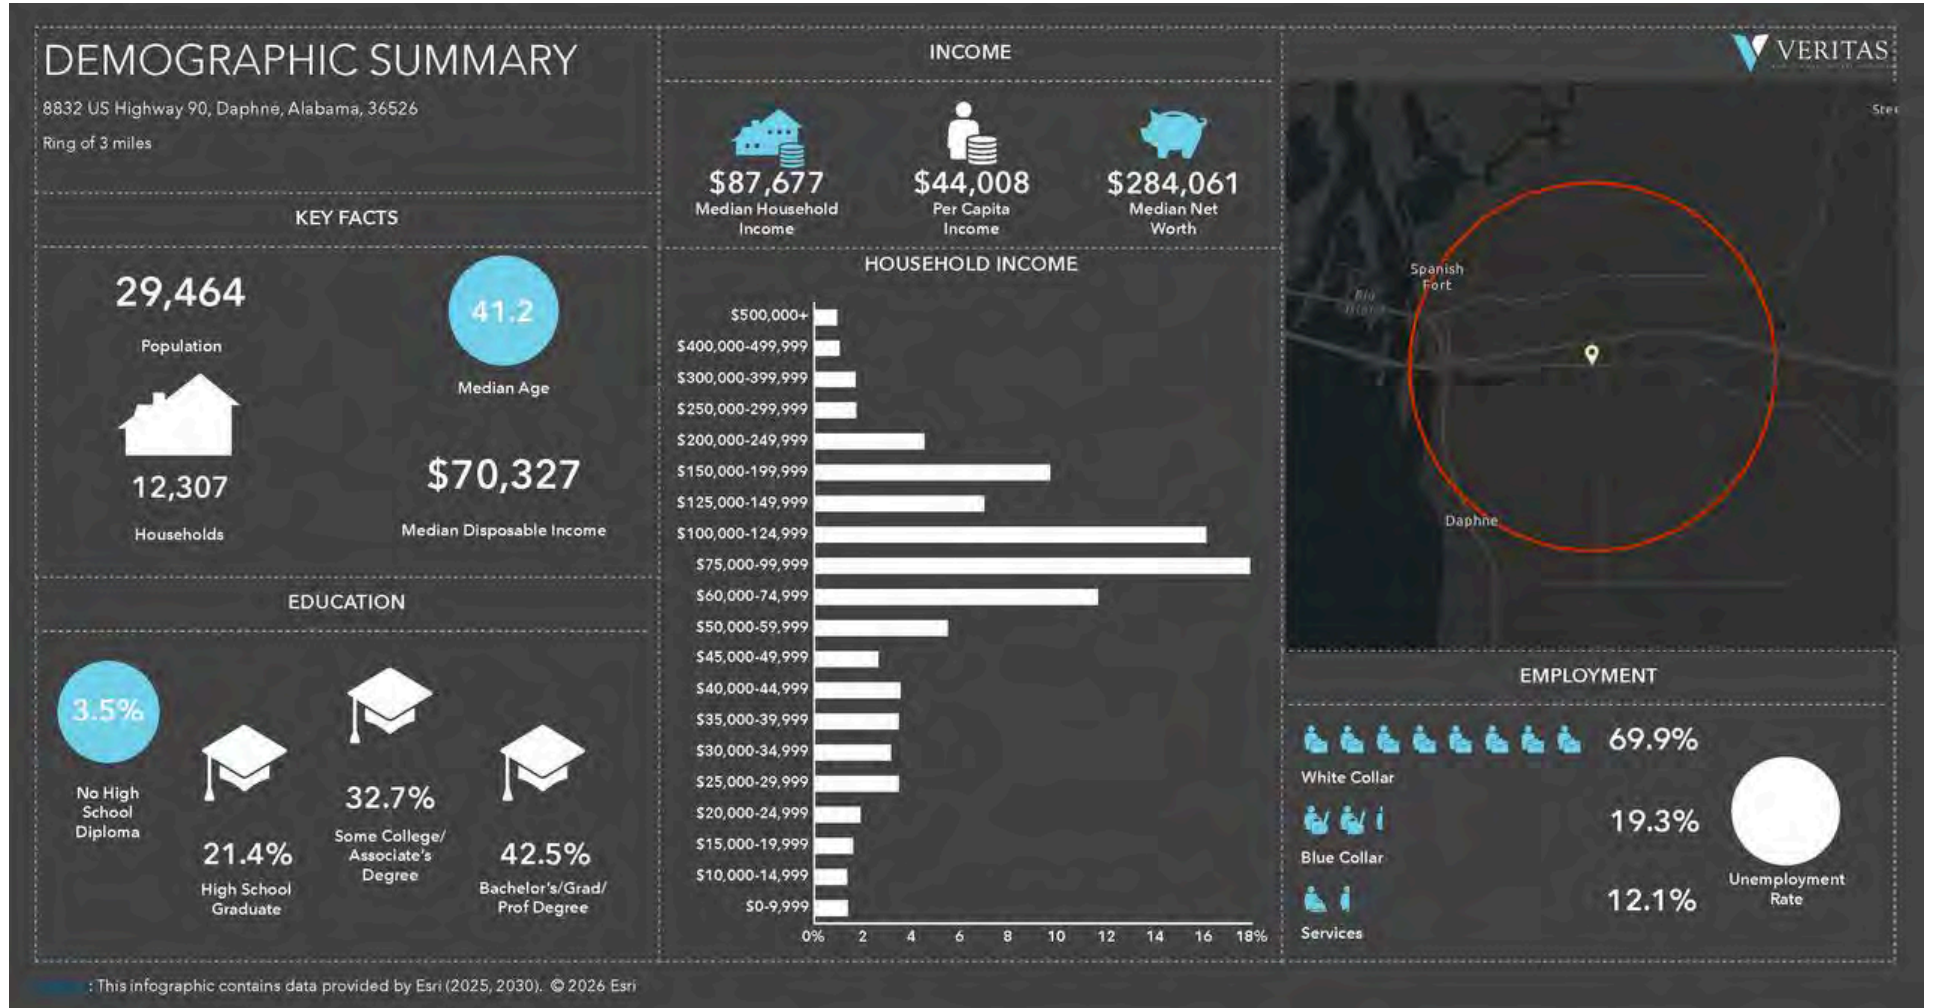 DEMOGRAPHIC SUMMARY
8832 US Highway 90, Daphne, Alabama, 36526
Ring of 3 miles
KEY FACTS
29,464
Population
41.2
Median Age
12,307
Households
$70,327
Median Disposable Income
EDUCATION
3.5%
No High
School
Diploma
21.4%
High School
Graduate
32.7%
Some College/
Associate's
Degree
42.5%
Bachelor's/Grad/
Prof Degree
INCOME
$87,677
Median Household
Income
$44,008
Per Capita
Income
$284,061
Median Net
Worth
HOUSEHOLD INCOME
$500,000+
$400,000-499,999
$300,000-399,999
$250,000-299,999
$200,000-249,999
$150,000-199,999
$125,000-149,999
$100,000-124,999
$75,000-99,999
$60,000-74,999
$50,000-59,999
$45,000-49,999
$40,000-44,999
$35,000-39,999
$30,000-34,999
$25,000-29,999
$20,000-24,999
$15,000-19,999
$10,000-14,999
$0-9,999
0% 2 4 6 8 10 12 14 16 18%
VERITAS
Spanish
Fort
Daphne
EMPLOYMENT
69.9%
White Collar
19.3%
Blue Collar
12.1%
Services
Unemployment
Rate
: This infographic contains data provided by Esri (2025, 2030). © 2026 Esri